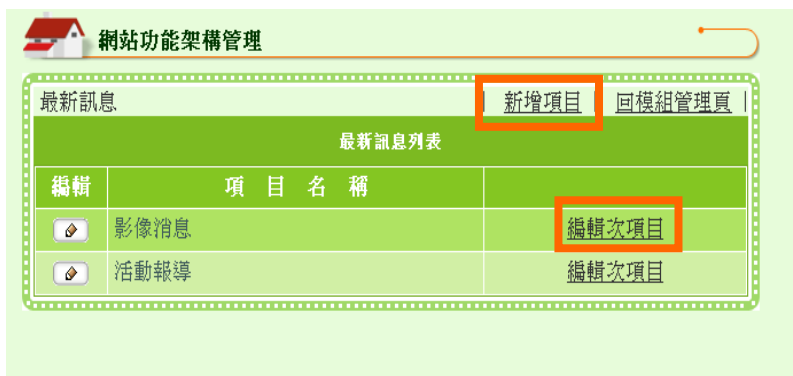 網站功能架構管理
最新訊息 | 新增項目 | 回模組管理頁 |
最新訊息列表
編輯 項 目 名 稱
影像消息 編輯次項目
活動報導 編輯次項目